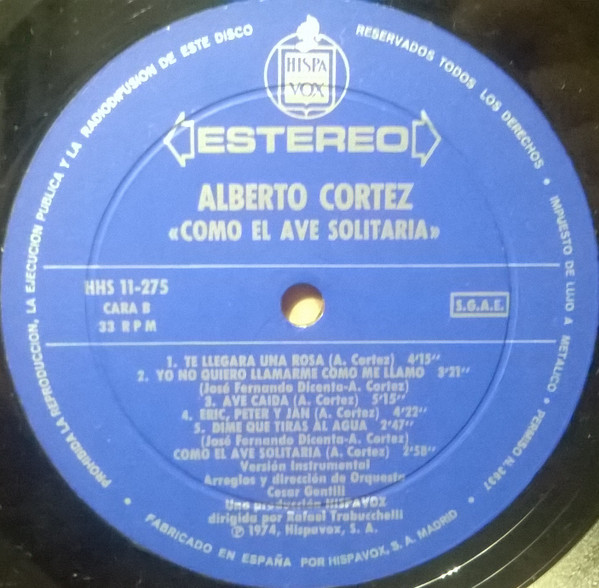 PROHIBIDA LA REPRODUCCION, LA EJECUCION PUBLICA Y LA RADIODIFUSION DE ESTE DISCO
RESERVADOS TODOS LOS DERECHOS • IMPUESTO DE LUJO A METALICO • PERMISO N. 3637
HISPA
VOX
ESTEREO
ALBERTO CORTEZ
«COMO EL AVE SOLITARIA»
HHS 11-275
CARA B
33 RPM
S.G.A.E.
1. TE LLEGARA UNA ROSA (A. Cortez) 4'15''
2. YO NO QUIERO LLAMARME COMO ME LLAMO 3'21''
(José Fernando Dicenta-A. Cortez)
3. AVE CAIDA (A. Cortez) 5'15''
4. ERIC, PETER Y JAN (A. Cortez) 4'22''
5. DIME QUE TIRAS AL AGUA 2'47''
(José Fernando Dicenta-A. Cortez)
COMO EL AVE SOLITARIA (A. Cortez) 2'58''
Versión Instrumental
Arreglos y dirección de Orquesta
Cesar Gentili
Una producción HISPAVOX
dirigida por Rafael Trabucchelli
Ⓟ 1974, Hispavox, S. A.
• FABRICADO EN ESPAÑA POR HISPAVOX, S. A. MADRID •